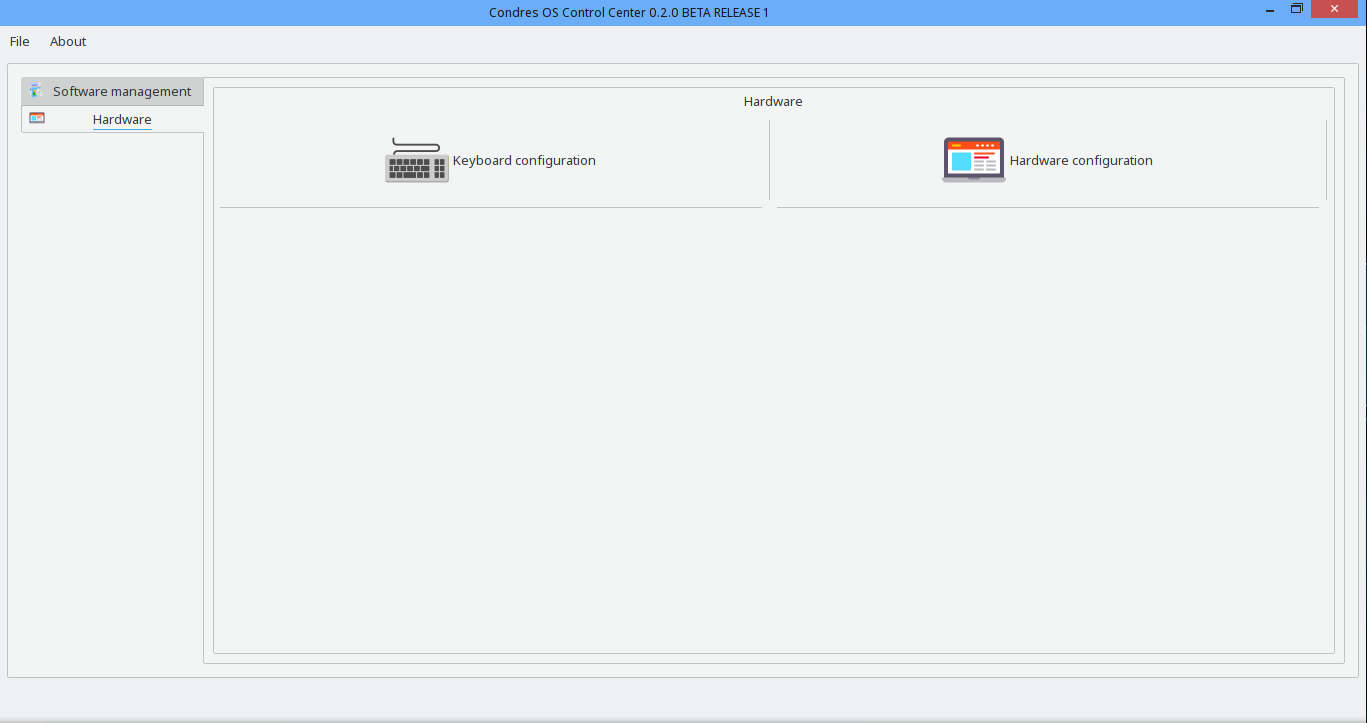 Condres OS Control Center 0.2.0 BETA RELEASE 1
File About
Software management
Hardware
Hardware
Keyboard configuration
Hardware configuration